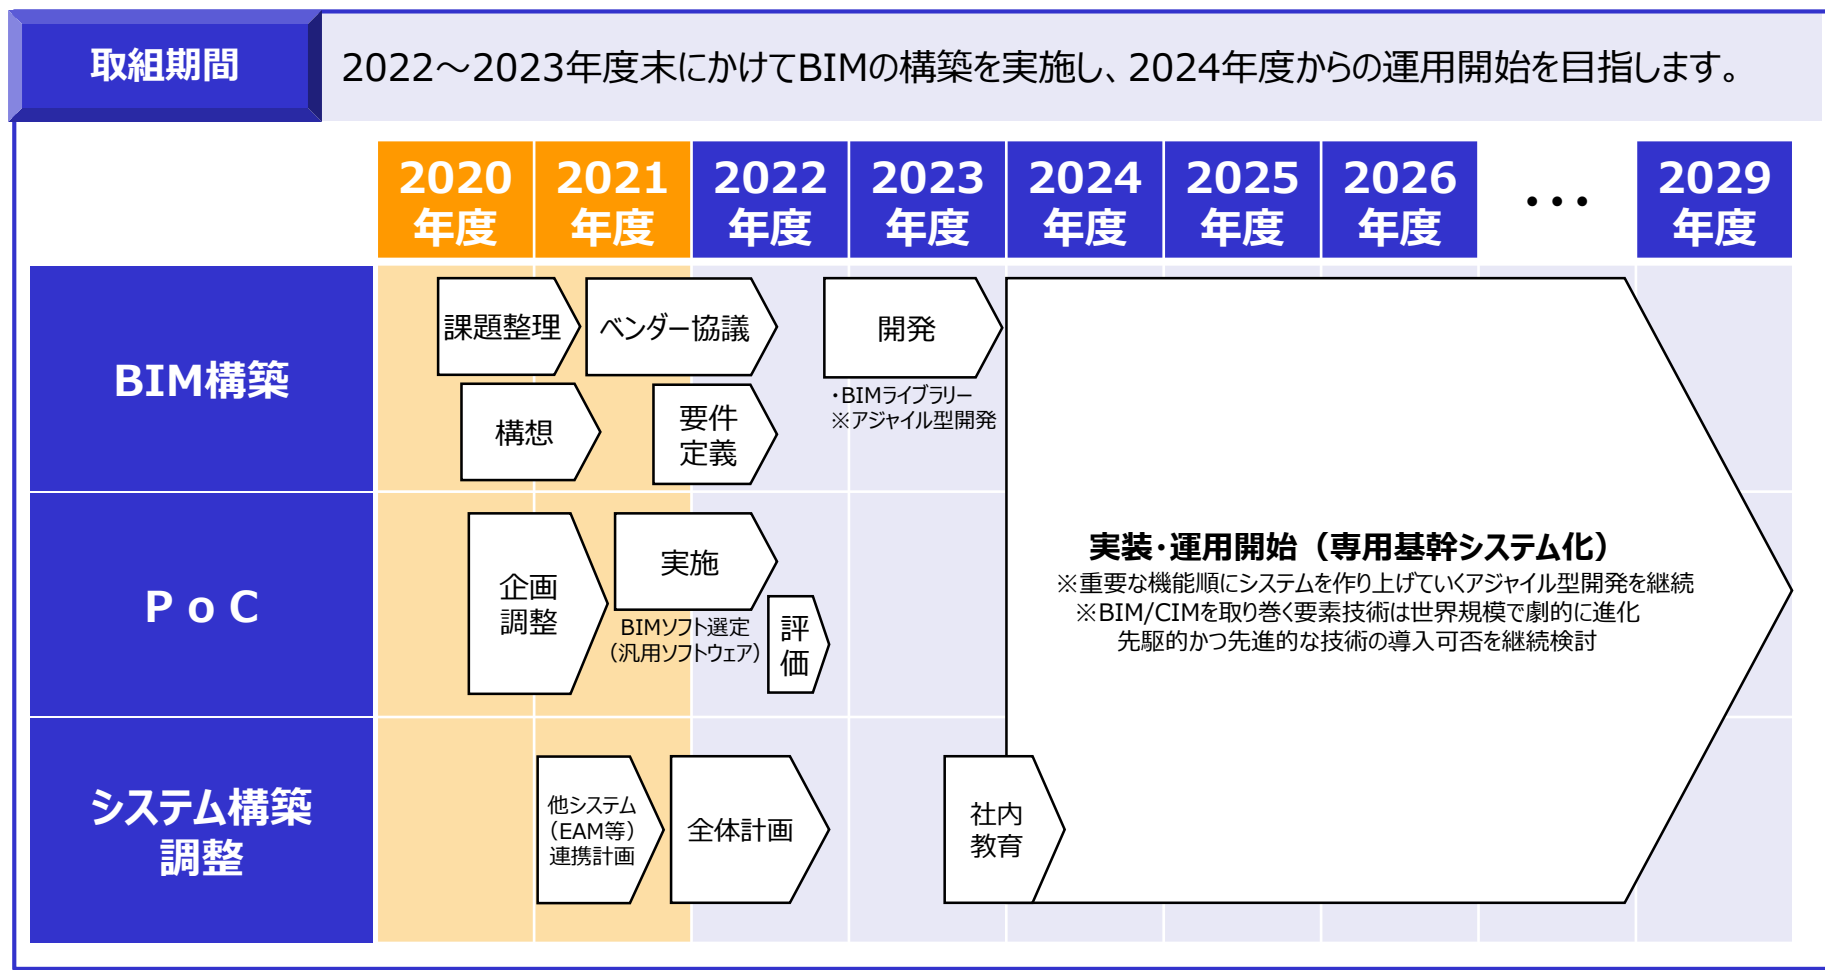 取組期間
2022～2023年度末にかけてBIMの構築を実施し、2024年度からの運用開始を目指します。
2020
年度
2021
年度
2022
年度
2023
年度
2024
年度
2025
年度
2026
年度
・・・
2029
年度
BIM構築
課題整理
ベンダー協議
開発
・BIMライブラリー
※アジャイル型開発
構想
要件
定義
PoC
企画
調整
実施
BIMソフト選定
（汎用ソフトウェア）
評
価
実装・運用開始（専用基幹システム化）
※重要な機能順にシステムを作り上げていくアジャイル型開発を継続
※BIM/CIMを取り巻く要素技術は世界規模で劇的に進化
先駆的かつ先進的な技術の導入可否を継続検討
システム構築
調整
他システム
（EAM等）
連携計画
全体計画
社内
教育